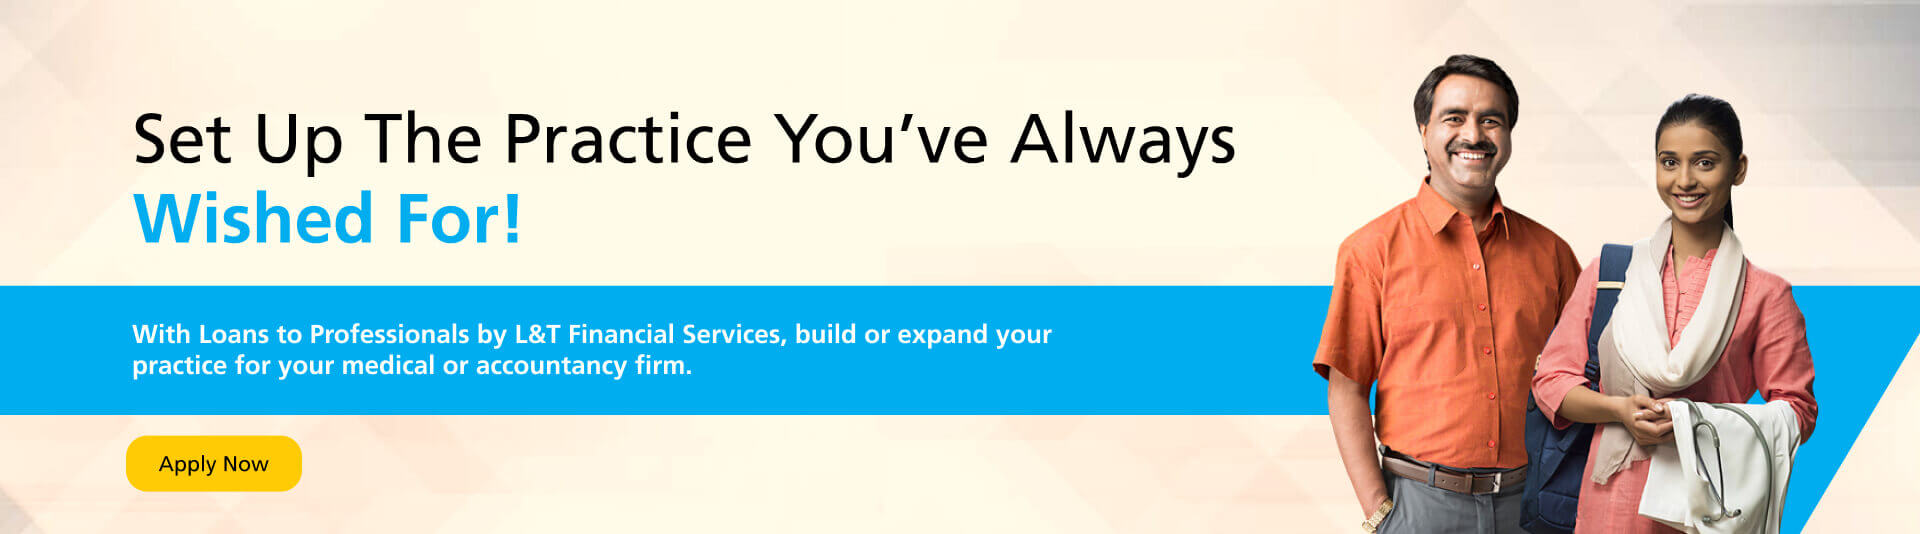 Set Up The Practice You’ve Always
Wished For!
With Loans to Professionals by L&T Financial Services, build or expand your
practice for your medical or accountancy firm.
Apply Now